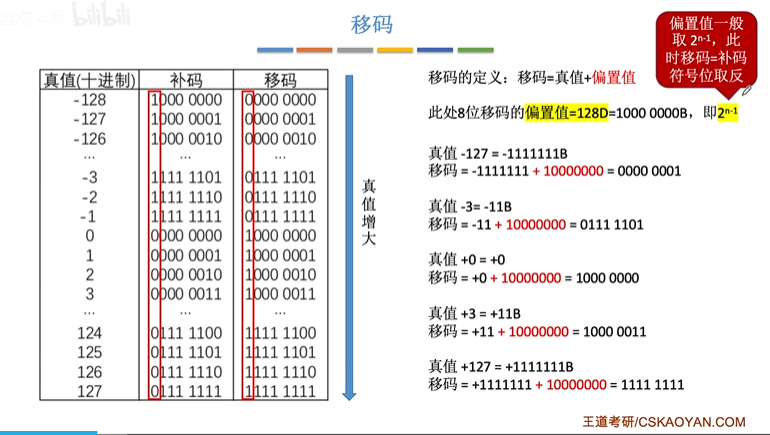 bilibili
移码
偏置值一般
取 2ⁿ⁻¹，此
时移码=补码
符号位取反
真值(十进制) 补码 移码
-128 1000 0000 0000 0000
-127 1000 0001 0000 0001
-126 1000 0010 0000 0010
... ... ...
-3 1111 1101 0111 1101
-2 1111 1110 0111 1110
-1 1111 1111 0111 1111
0 0000 0000 1000 0000
1 0000 0001 1000 0001
2 0000 0010 1000 0010
3 0000 0011 1000 0011
... ... ...
124 0111 1100 1111 1100
125 0111 1101 1111 1101
126 0111 1110 1111 1110
127 0111 1111 1111 1111
真值增大
移码的定义：移码=真值+偏置值
此处8位移码的偏置值=128D=1000 0000B，即2ⁿ⁻¹
真值 -127 = -1111111B
移码 = -1111111 + 10000000 = 0000 0001
真值 -3= -11B
移码 = -11 + 10000000 = 0111 1101
真值 +0 = +0
移码 = +0 + 10000000 = 1000 0000
真值 +3 = +11B
移码 = +11 + 10000000 = 1000 0011
真值 +127 = +1111111B
移码 = +1111111 + 10000000 = 1111 1111
王道考研/CSKAOYAN.COM